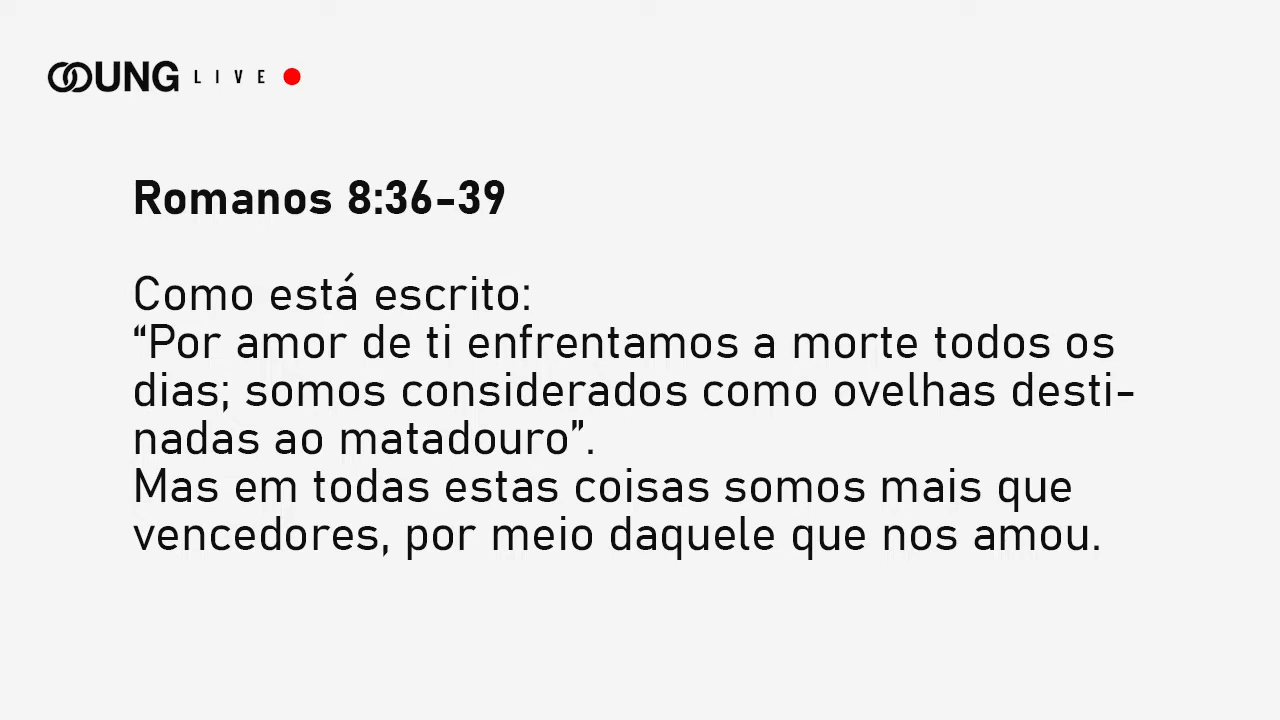 OUNG LIVE
Romanos 8:36-39
Como está escrito:
“Por amor de ti enfrentamos a morte todos os
dias; somos considerados como ovelhas desti-
nadas ao matadouro”.
Mas em todas estas coisas somos mais que
vencedores, por meio daquele que nos amou.